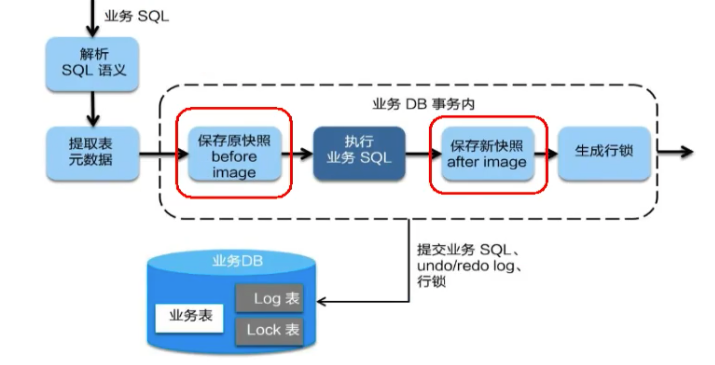 业务 SQL
解析
SQL 语义
业务 DB 事务内
提取表
元数据
保存原快照
before
image
执行
业务 SQL
保存新快照
after image
生成行锁
提交业务 SQL、
undo/redo log、
行锁
业务DB
业务表
Log 表
Lock 表